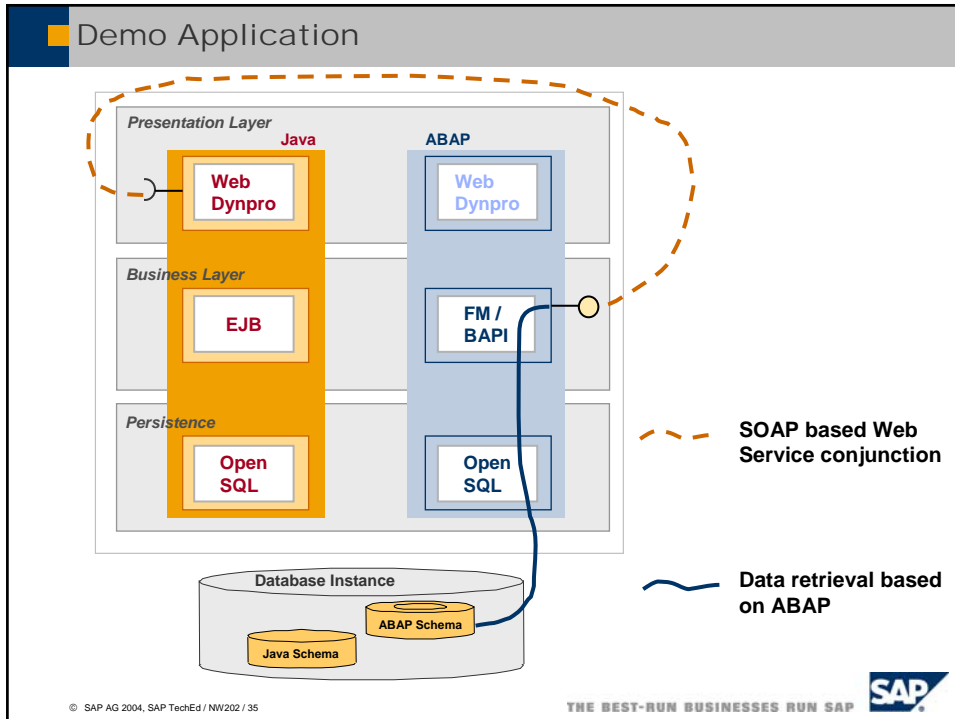 Demo Application
Presentation Layer
Java
ABAP
Web
Dynpro
Web
Dynpro
Business Layer
EJB
FM /
BAPI
Persistence
Open
SQL
Open
SQL
SOAP based Web
Service conjunction
Database Instance
ABAP Schema
Java Schema
Data retrieval based
on ABAP
© SAP AG 2004, SAP TechEd / NW202 / 35
THE BEST-RUN BUSINESSES RUN SAP
SAP